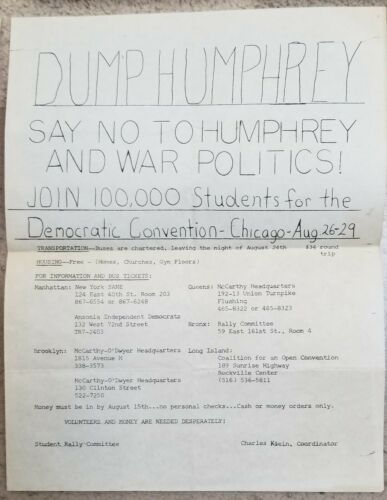 DUMP HUMPHREY
SAY NO TO HUMPHREY
AND WAR POLITICS!
JOIN 100,000 Students for the
Democratic Convention - Chicago - Aug. 26-29
TRANSPORTATION--Buses are chartered, leaving the night of August 24th $34 round trip
HOUSING--Free - (Homes, Churches, Gym Floors)
FOR INFORMATION AND BUS TICKETS:
Manhattan: New York SANE
124 East 40th St. Room 203
867-6554 or 867-6248
Ansonia Independent Democrats
132 West 72nd Street
TR7-2403
Queens: McCarthy Headquarters
192-13 Union Turnpike
Flushing
465-8322 or 465-8323
Bronx: Rally Committee
59 East 161st St., Room 4
Brooklyn: McCarthy-O'Dwyer Headquarters
1815 Avenue M
338-3573
McCarthy-O'Dwyer Headquarters
130 Clinton Street
522-7250
Long Island:
Coalition for an Open Convention
189 Sunrise Highway
Rockville Center
(516) 536-5811
Money must be in by August 15th...no personal checks...Cash or money orders only.
VOLUNTEERS AND MONEY ARE NEEDED DESPERATELY!
Student Rally Committee
Charles Klein, Coordinator